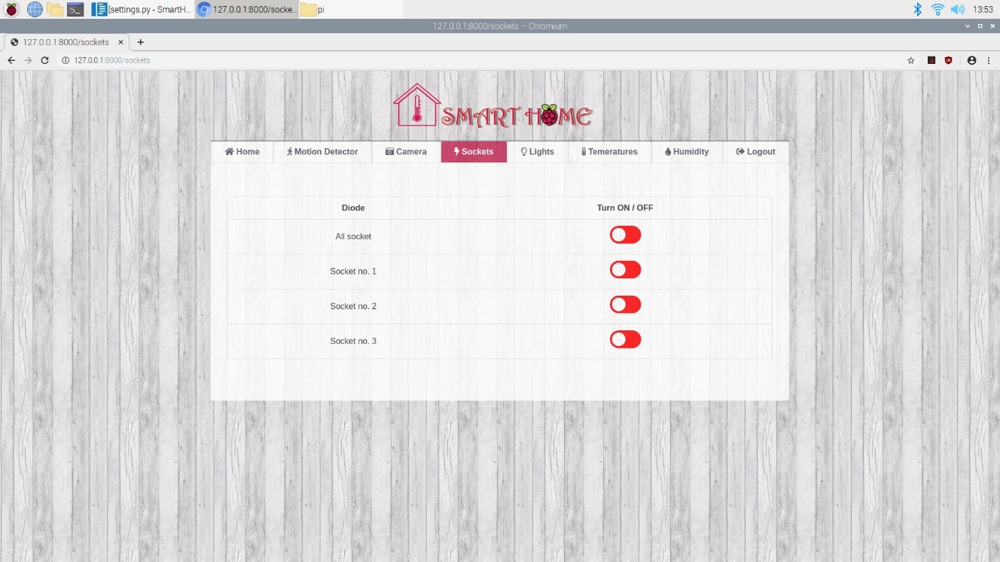 [settings.py - SmartH... 127.0.0.1:8000/socke... pi 13:53
127.0.0.1:8000/sockets – Chromium
127.0.0.1:8000/sockets
127.0.0.1:8000/sockets
SMART HOME
Home Motion Detector Camera Sockets Lights Temeratures Humidity Logout
Diode Turn ON / OFF
All socket
Socket no. 1
Socket no. 2
Socket no. 3